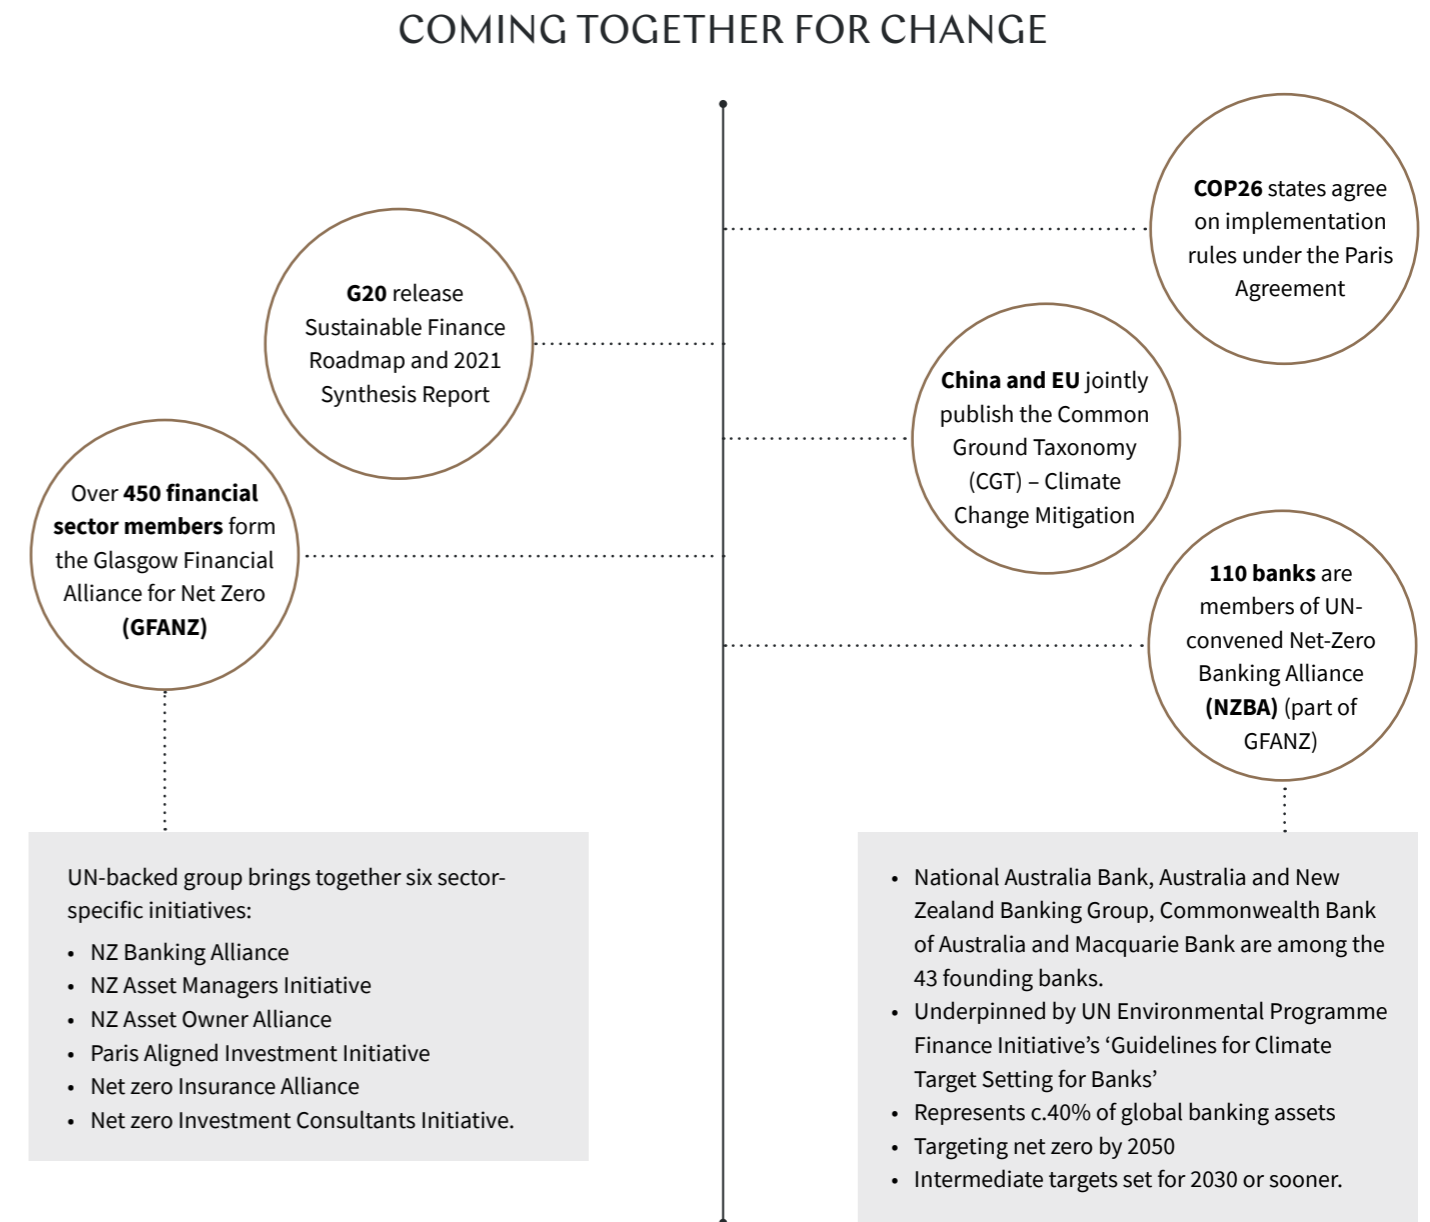 COMING TOGETHER FOR CHANGE
COP26 states agree
on implementation
rules under the Paris
Agreement
G20 release
Sustainable Finance
Roadmap and 2021
Synthesis Report
China and EU jointly
publish the Common
Ground Taxonomy
(CGT) – Climate
Change Mitigation
Over 450 financial
sector members form
the Glasgow Financial
Alliance for Net Zero
(GFANZ)
110 banks are
members of UN-
convened Net-Zero
Banking Alliance
(NZBA) (part of
GFANZ)
UN-backed group brings together six sector-
specific initiatives:
• NZ Banking Alliance
• NZ Asset Managers Initiative
• NZ Asset Owner Alliance
• Paris Aligned Investment Initiative
• Net zero Insurance Alliance
• Net zero Investment Consultants Initiative.
• National Australia Bank, Australia and New
Zealand Banking Group, Commonwealth Bank
of Australia and Macquarie Bank are among the
43 founding banks.
• Underpinned by UN Environmental Programme
Finance Initiative’s ‘Guidelines for Climate
Target Setting for Banks’
• Represents c.40% of global banking assets
• Targeting net zero by 2050
• Intermediate targets set for 2030 or sooner.